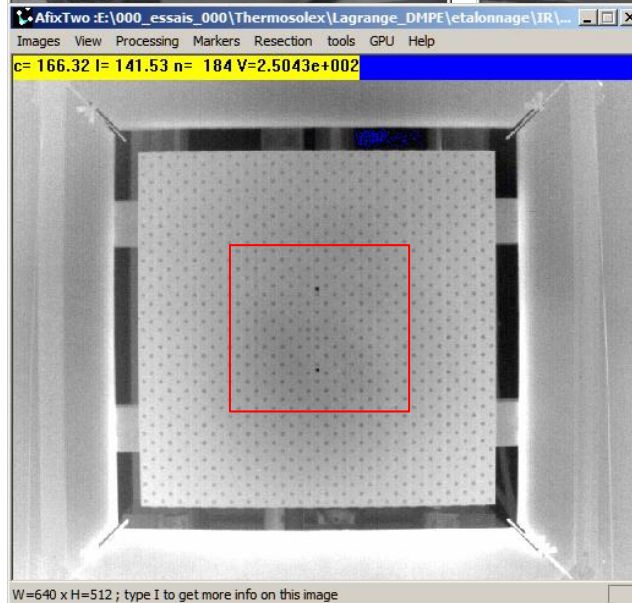 AfixTwo :E:\000_essais_000\Thermosolex\Lagrange_DMPE\etalonnage\IR\...
Images View Processing Markers Resection tools GPU Help
c= 166.32 l= 141.53 n= 184 V=2.5043e+002
W=640 x H=512 ; type I to get more info on this image